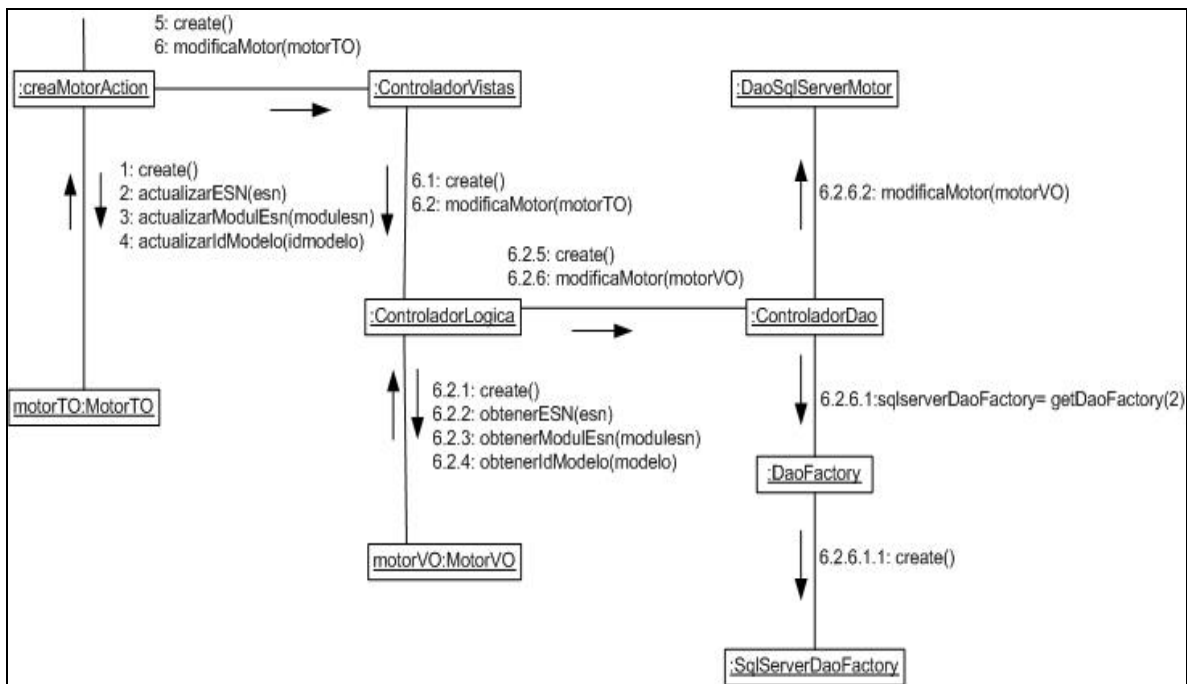 5: create()
6: modificaMotor(motorTO)
:creaMotorAction
:ControladorVistas
:DaoSqlServerMotor
1: create()
2: actualizarESN(esn)
3: actualizarModulEsn(modulesn)
4: actualizarIdModelo(idmodelo)
6.1: create()
6.2: modificaMotor(motorTO)
6.2.6.2: modificaMotor(motorVO)
6.2.5: create()
6.2.6: modificaMotor(motorVO)
:ControladorLogica
:ControladorDao
motorTO:MotorTO
6.2.1: create()
6.2.2: obtenerESN(esn)
6.2.3: obtenerModulEsn(modulesn)
6.2.4: obtenerIdModelo(modelo)
6.2.6.1:sqlserverDaoFactory= getDaoFactory(2)
:DaoFactory
motorVO:MotorVO
6.2.6.1.1: create()
:SqlServerDaoFactory